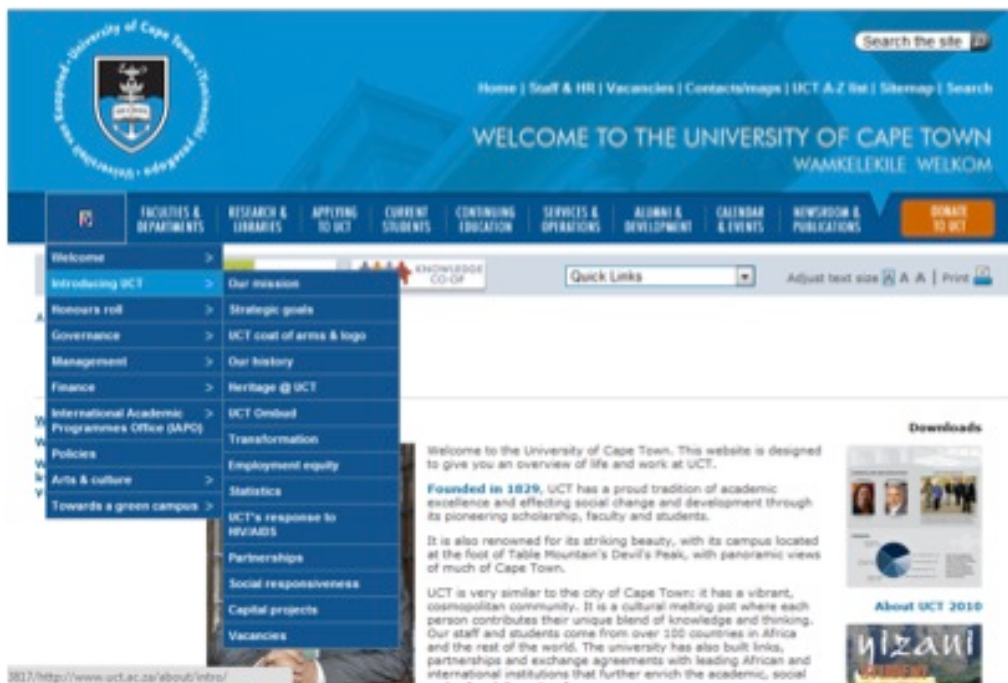 University of Cape Town
Search the site
Home | Staff & HR | Vacancies | Contacts/maps | UCT A-Z list | Sitemap | Search
WELCOME TO THE UNIVERSITY OF CAPE TOWN
WAMKELEKILE WELKOM
FACULTIES & DEPARTMENTS
RESEARCH & LIBRARIES
APPLYING TO UCT
CURRENT STUDENTS
CONTINUING EDUCATION
SERVICES & OPERATIONS
ALUMNI & DEVELOPMENT
CALENDAR & EVENTS
NEWSROOM & PUBLICATIONS
DONATE TO UCT
Welcome >
Introducing UCT >
Honours roll >
Governance >
Management >
Finance >
International Academic >
Programmes Office (IAPO)
Policies
Arts & culture >
Towards a green campus >
Our mission
Strategic goals
UCT coat of arms & logo
Our history
Heritage @ UCT
UCT Ombud
Transformation
Employment equity
Statistics
UCT's response to
HIV/AIDS
Partnerships
Social responsiveness
Capital projects
Vacancies
KNOWLEDGE
CO-OP
Quick Links
Adjust text size A A A | Print
Welcome to the University of Cape Town. This website is designed
to give you an overview of life and work at UCT.
Founded in 1829, UCT has a proud tradition of academic
excellence and effecting social change and development through
its pioneering scholarship, faculty and students.
It is also renowned for its striking beauty, with its campus located
at the foot of Table Mountain's Devil's Peak, with panoramic views
of much of Cape Town.
UCT is very similar to the city of Cape Town: it has a vibrant,
cosmopolitan community. It is a cultural melting pot where each
person contributes their unique blend of knowledge and thinking.
Our staff and students come from over 100 countries in Africa
and the rest of the world. The university has also built links,
partnerships and exchange agreements with leading African and
international institutions that further enrich the academic, social
Downloads
About UCT 2010
yizani
STUDENT
3817/http://www.uct.ac.za/about/intro/